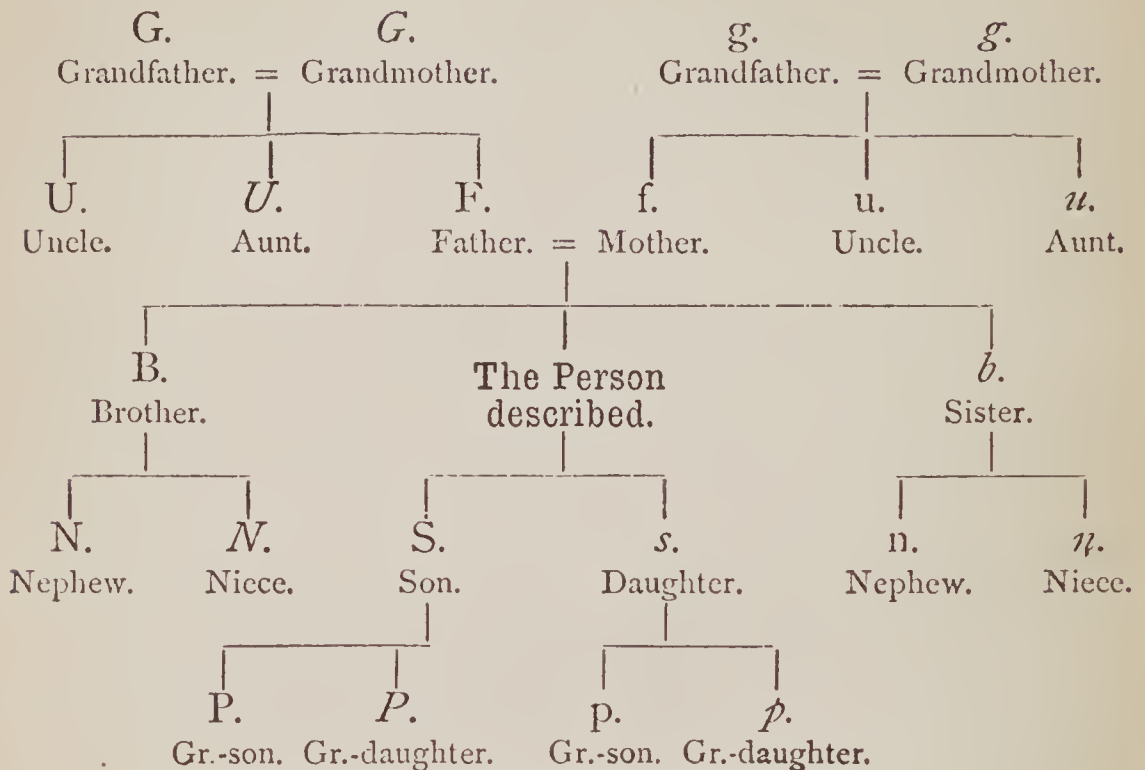 G. G. g. g.
Grandfather. = Grandmother. Grandfather. = Grandmother.
U. U. F. f. u. u.
Uncle. Aunt. Father. = Mother. Uncle. Aunt.
B. The Person described. b.
Brother. Sister.
N. N. S. s. n. n.
Nephew. Niece. Son. Daughter. Nephew. Niece.
P. P. p. p.
Gr.-son. Gr.-daughter. Gr.-son. Gr.-daughter.